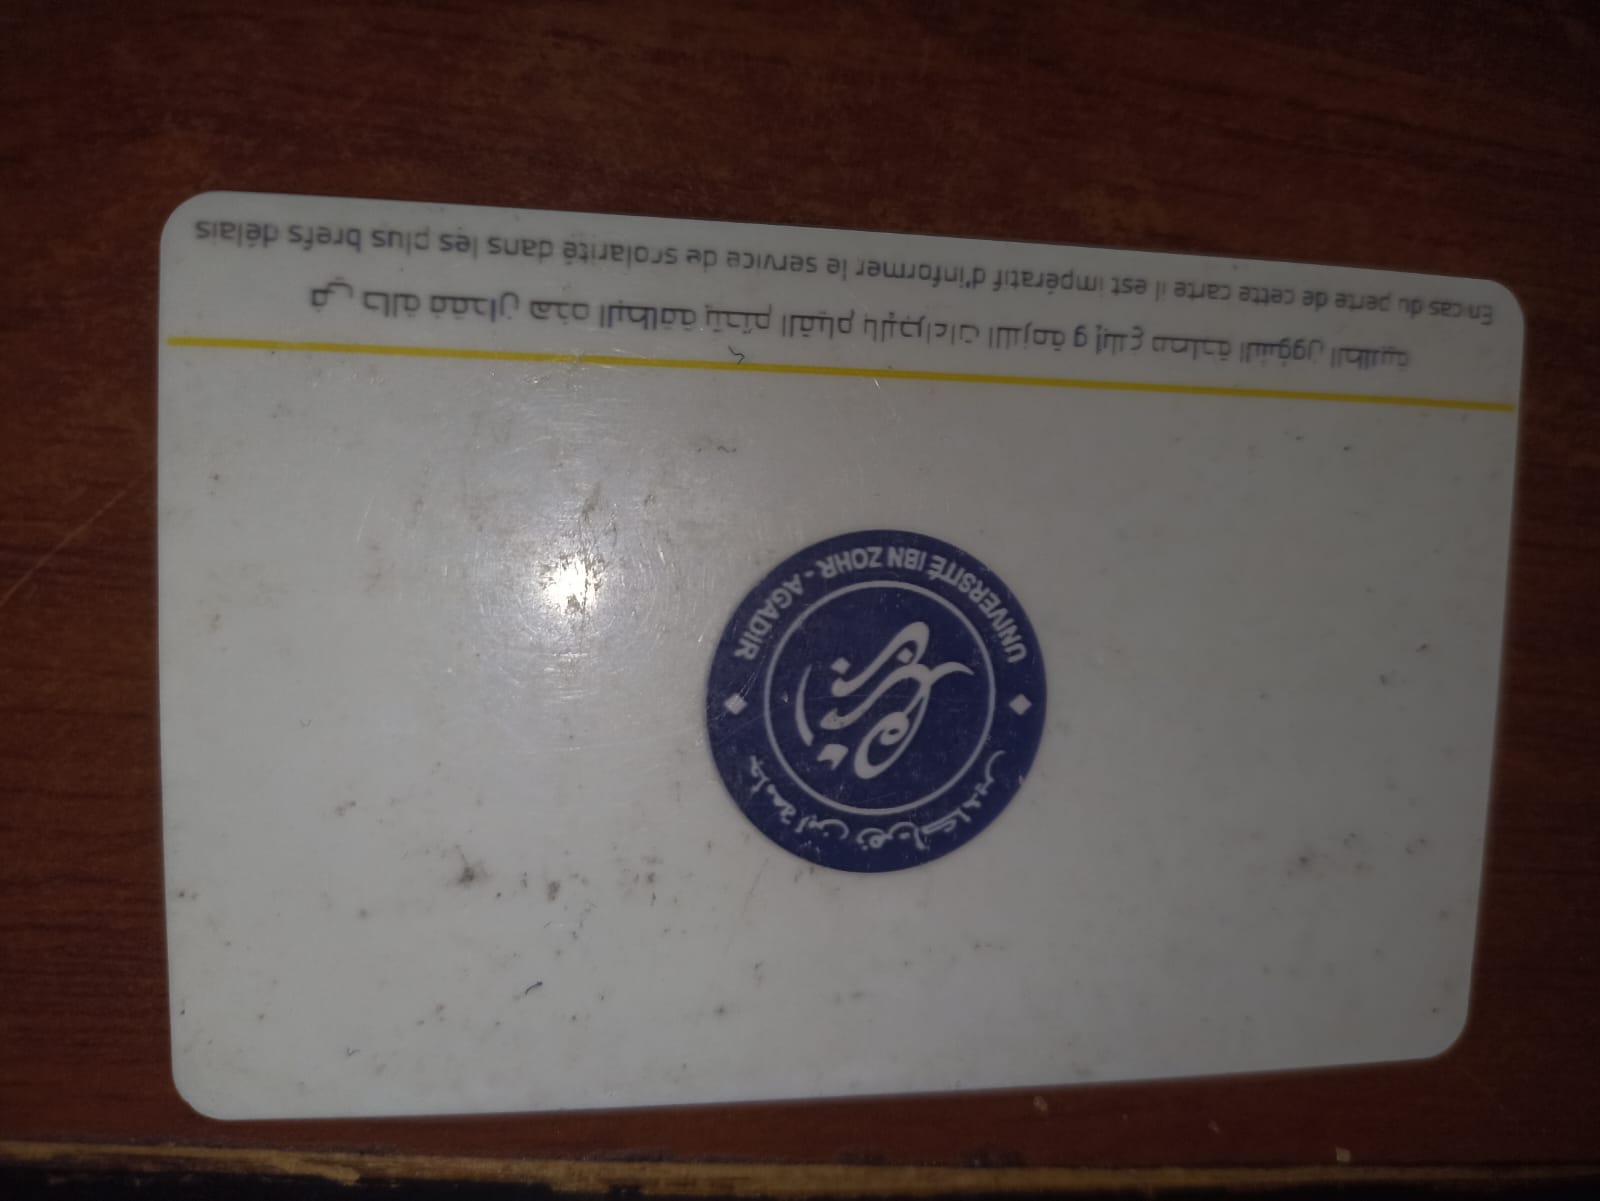 جامعة ابن زهر أكادير
ابن زهر
UNIVERSITÉ IBN ZOHR - AGADIR
في حالة فقدان هذه البطاقة يتحتم القيام بالإجراءات اللازمة و إبلاغ مصلحة الشؤون الطلابية
En cas du perte de cette carte il est impératif d'informer le service de scolarité dans les plus brefs délais